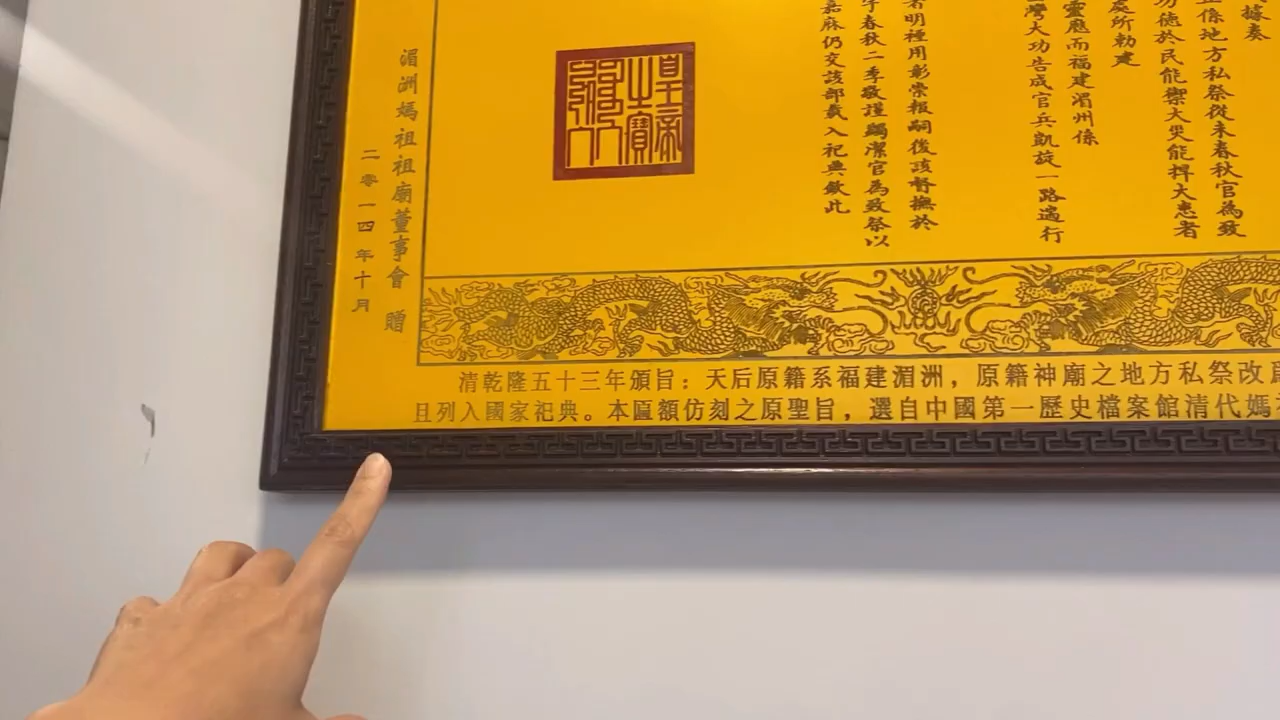 據奏
係地方私祭從未春秋官為致
功德於民能禦大災能捍大患者
處所勅建
靈應而福建湄州係
灣大功告成官兵凱旋一路遄行
明禋用彰崇報嗣後該督撫於
春秋二季敬謹蠲潔官為致祭以
嘉庥仍交該部載入祀典欽此
皇帝之寶
湄洲媽祖祖廟董事會 贈
二零一四年十月
清乾隆五十三年頒旨：天后原籍系福建湄洲，原籍神廟之地方私祭改
且列入國家祀典。本匾額仿刻之原聖旨，選自中國第一歷史檔案館清代媽